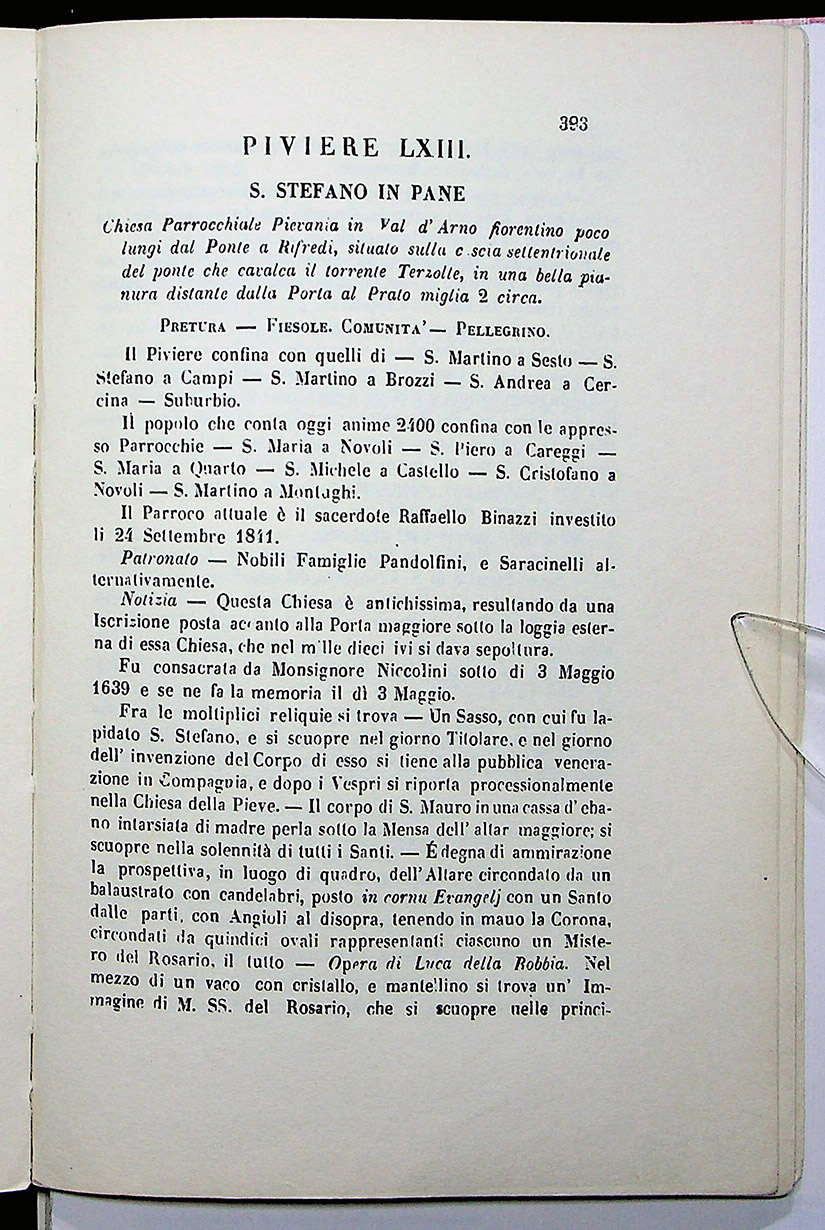 393
PIVIERE LXIII.
S. STEFANO IN PANE
Chiesa Parrocchiale Pievania in Val d'Arno fiorentino poco
lungi dal Ponte a Rifredi, situato sulla c scia settentrionale
del ponte che cavalca il torrente Terzolle, in una bella pia-
nura distante dalla Porta al Prato miglia 2 circa.
PRETURA — FIESOLE. COMUNITA' — PELLEGRINO.
Il Piviere confina con quelli di — S. Martino a Sesto — S.
Stefano a Campi — S. Martino a Brozzi — S. Andrea a Cer-
cina — Suburbio.
Il popolo che conta oggi anime 2400 confina con le appres-
so Parrocchie — S. Maria a Novoli — S. Piero a Careggi —
S. Maria a Quarto — S. Michele a Castello — S. Cristofano a
Novoli — S. Martino a Montughi.
Il Parroco attuale è il sacerdote Raffaello Binazzi investito
li 24 Settembre 1841.
Patronato — Nobili Famiglie Pandolfini, e Saracinelli al-
ternativamente.
Notizia — Questa Chiesa è antichissima, resultando da una
Iscrizione posta accanto alla Porta maggiore sotto la loggia ester-
na di essa Chiesa, che nel mille dieci ivi si dava sepoltura.
Fu consacrata da Monsignore Niccolini sotto di 3 Maggio
1639 e se ne fa la memoria il dì 3 Maggio.
Fra le moltiplici reliquie si trova — Un Sasso, con cui fu la-
pidato S. Stefano, e si scuopre nel giorno Titolare, e nel giorno
dell' invenzione del Corpo di esso si tiene alla pubblica venera-
zione in Compagnia, e dopo i Vespri si riporta processionalmente
nella Chiesa della Pieve. — Il corpo di S. Mauro in una cassa d' eba-
no intarsiata di madre perla sotto la Mensa dell' altar maggiore; si
scuopre nella solennità di tutti i Santi. — É degna di ammirazione
la prospettiva, in luogo di quadro, dell'Altare circondato da un
balaustrato con candelabri, posto in cornu Evangelj con un Santo
dalle parti, con Angioli al disopra, tenendo in mauo la Corona,
circondati da quindici ovali rappresentanti ciascuno un Miste-
ro del Rosario, il tutto — Opera di Luca della Robbia. Nel
mezzo di un vaco con cristallo, e mantellino si trova un' Im-
magine di M. SS. del Rosario, che si scuopre nelle princi-